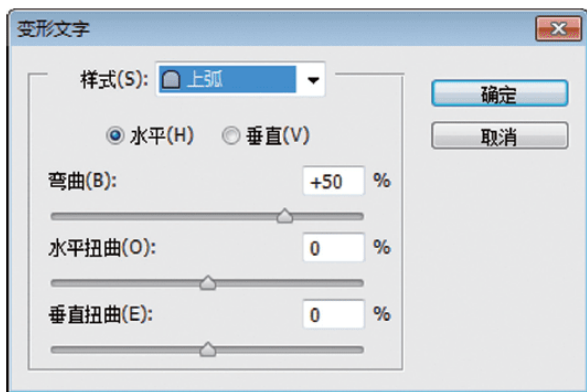 变形文字
样式(S): 上弧
确定
水平(H) 垂直(V)
取消
弯曲(B): +50 %
水平扭曲(O): 0 %
垂直扭曲(E): 0 %